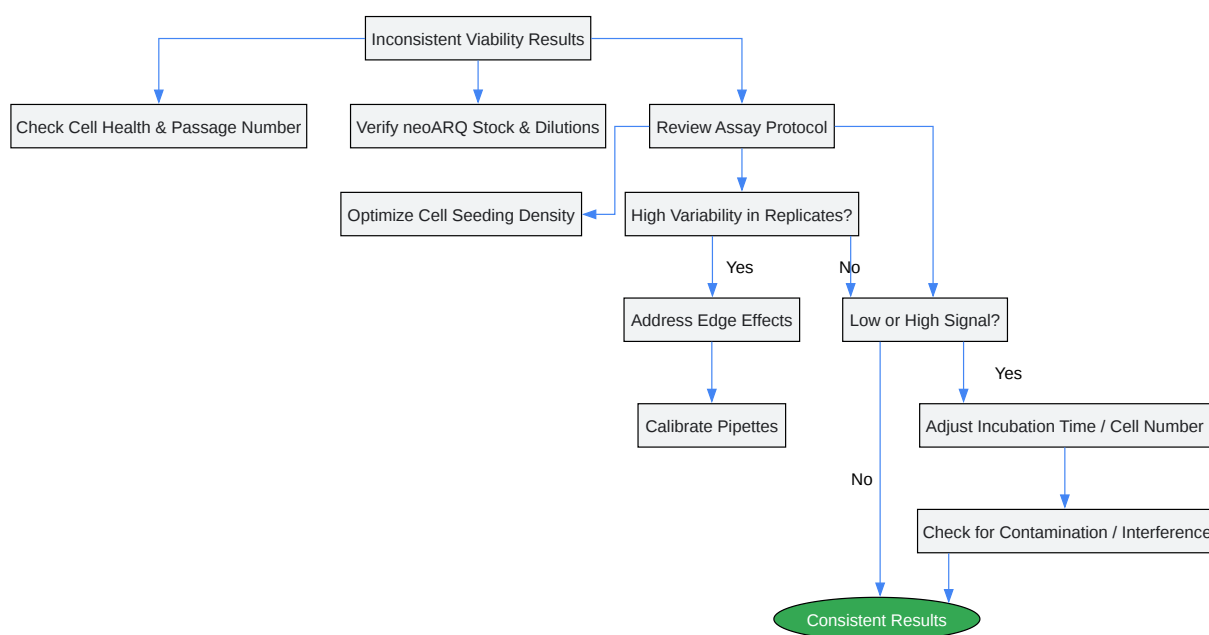 Inconsistent Viability Results
Check Cell Health & Passage Number
Verify neoARQ Stock & Dilutions
Review Assay Protocol
Optimize Cell Seeding Density
High Variability in Replicates?
Yes
No
Address Edge Effects
Low or High Signal?
Yes
Calibrate Pipettes
Adjust Incubation Time / Cell Number
No
Check for Contamination / Interference
Consistent Results